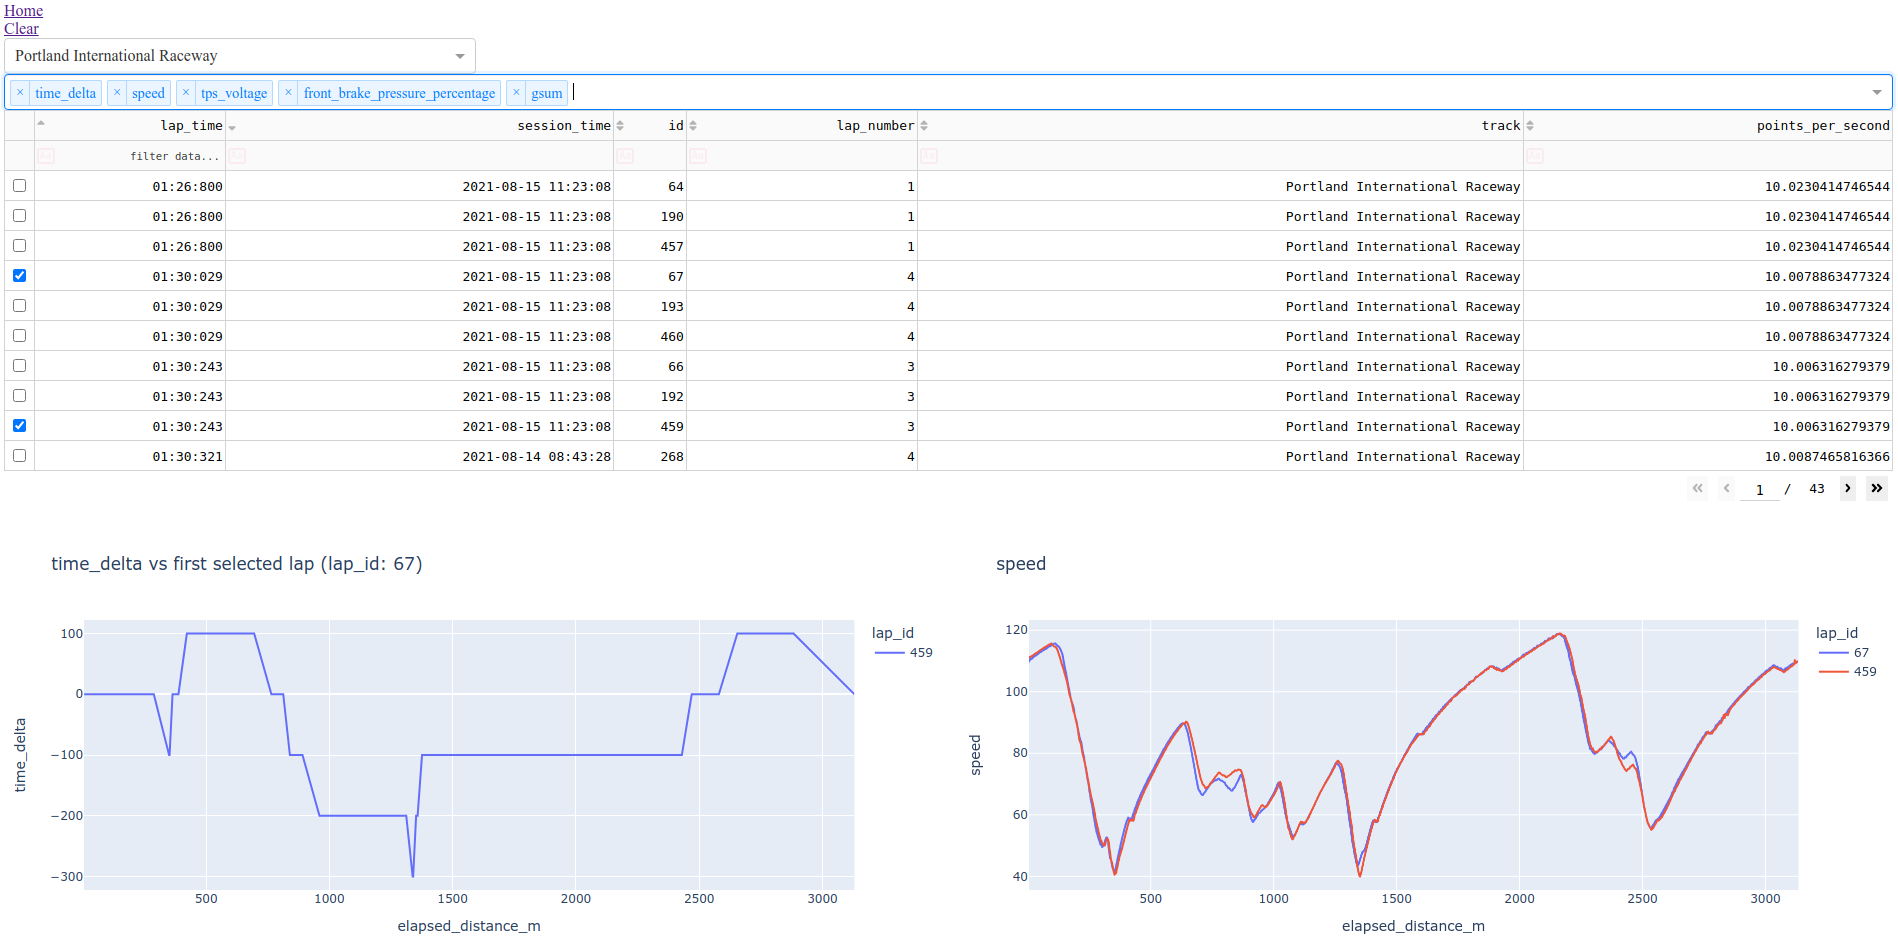 Home
Clear
Portland International Raceway
× time_delta × speed × tps_voltage × front_brake_pressure_percentage × gsum
lap_time session_time id lap_number track points_per_second
filter data...
01:26:800 2021-08-15 11:23:08 64 1 Portland International Raceway 10.0230414746544
01:26:800 2021-08-15 11:23:08 190 1 Portland International Raceway 10.0230414746544
01:26:800 2021-08-15 11:23:08 457 1 Portland International Raceway 10.0230414746544
01:30:029 2021-08-15 11:23:08 67 4 Portland International Raceway 10.0078863477324
01:30:029 2021-08-15 11:23:08 193 4 Portland International Raceway 10.0078863477324
01:30:029 2021-08-15 11:23:08 460 4 Portland International Raceway 10.0078863477324
01:30:243 2021-08-15 11:23:08 66 3 Portland International Raceway 10.006316279379
01:30:243 2021-08-15 11:23:08 192 3 Portland International Raceway 10.006316279379
01:30:243 2021-08-15 11:23:08 459 3 Portland International Raceway 10.006316279379
01:30:321 2021-08-14 08:43:28 268 4 Portland International Raceway 10.0087465816366
« ‹ 1 / 43 › »
time_delta vs first selected lap (lap_id: 67)
100
0
−100
−200
−300
time_delta
500 1000 1500 2000 2500 3000
elapsed_distance_m
lap_id
459
speed
120
100
80
60
40
speed
500 1000 1500 2000 2500 3000
elapsed_distance_m
lap_id
67
459